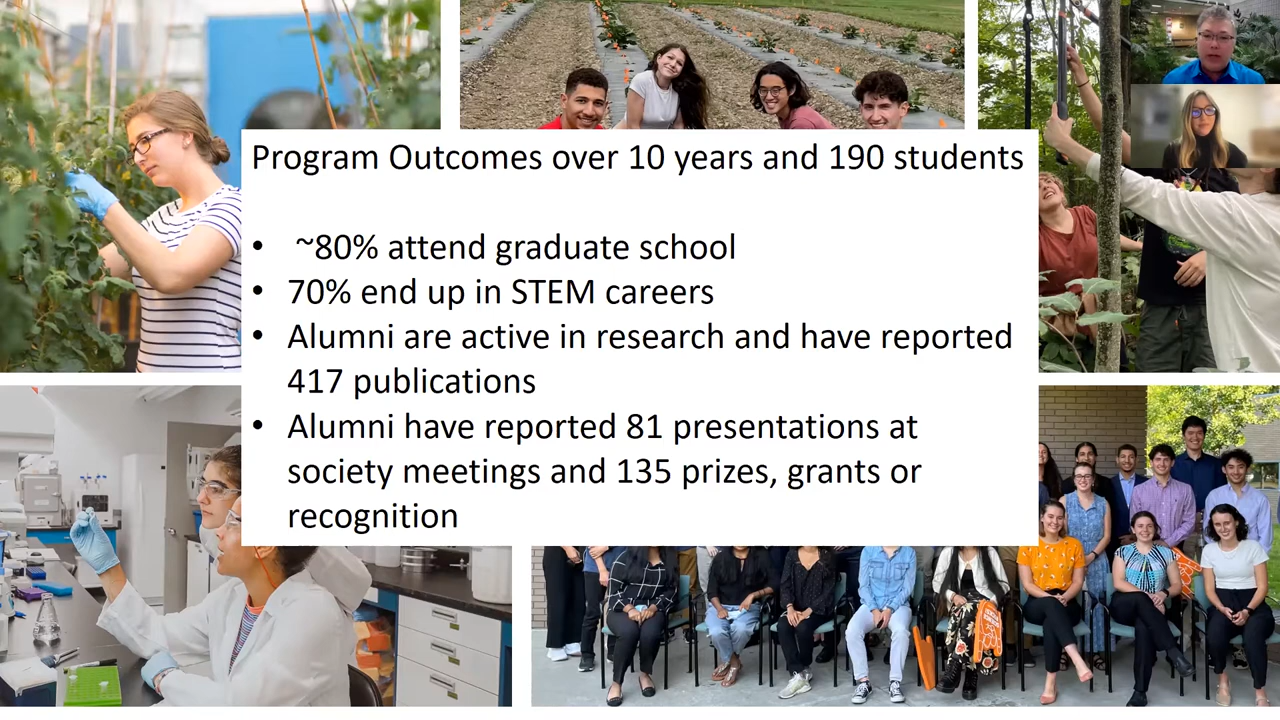 Program Outcomes over 10 years and 190 students
• ~80% attend graduate school
• 70% end up in STEM careers
• Alumni are active in research and have reported
417 publications
• Alumni have reported 81 presentations at
society meetings and 135 prizes, grants or
recognition